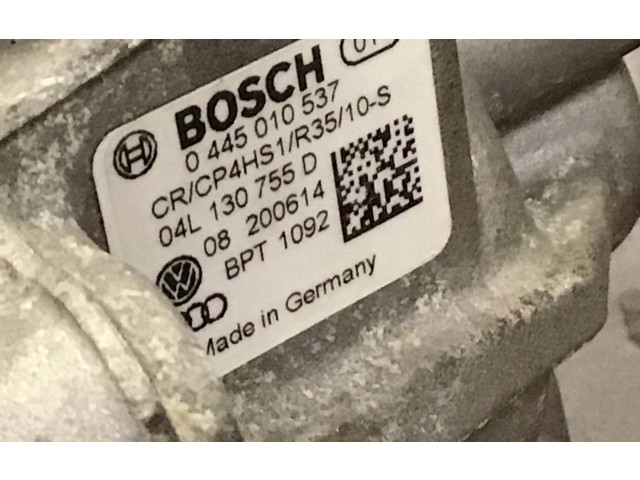 01
BOSCH
0 445 010 537
CR/CP4HS1/R35/10-S
04L 130 755 D
08 200614
BPT 1092
Made in Germany